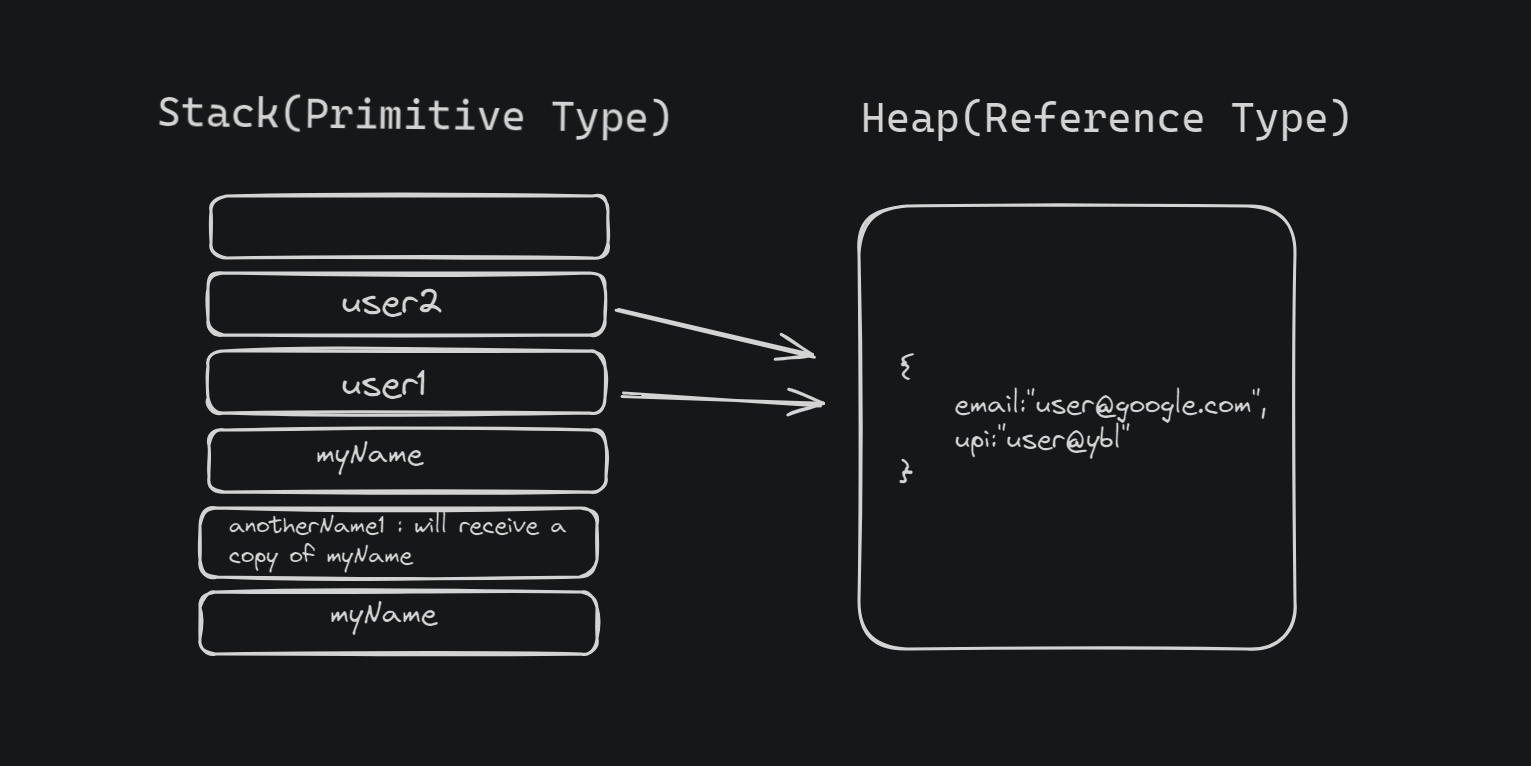 Stack(Primitive Type)
user2
user1
myName
anotherName1 : will receive a
copy of myName
myName
Heap(Reference Type)
{
email:"user@google.com",
upi:"user@ybl"
}